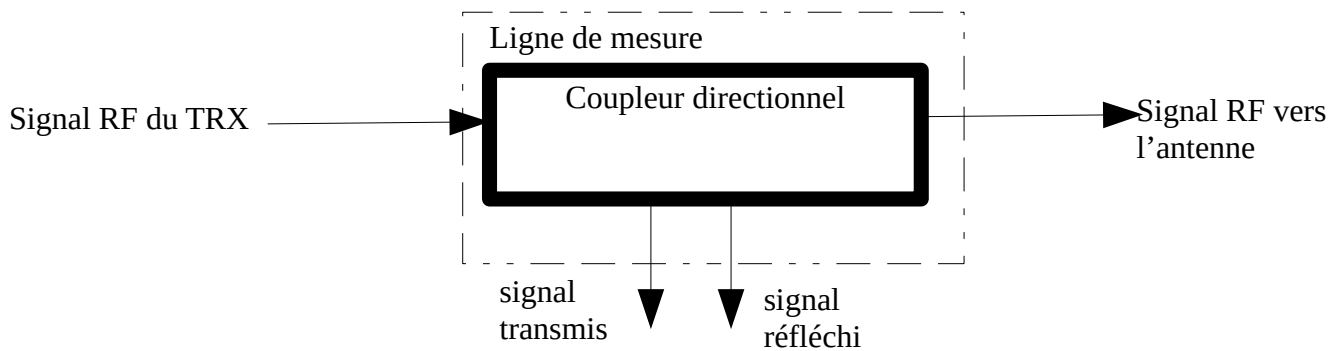 Ligne de mesure
Coupleur directionnel
Signal RF du TRX
Signal RF vers
l’antenne
signal
transmis
signal
réfléchi